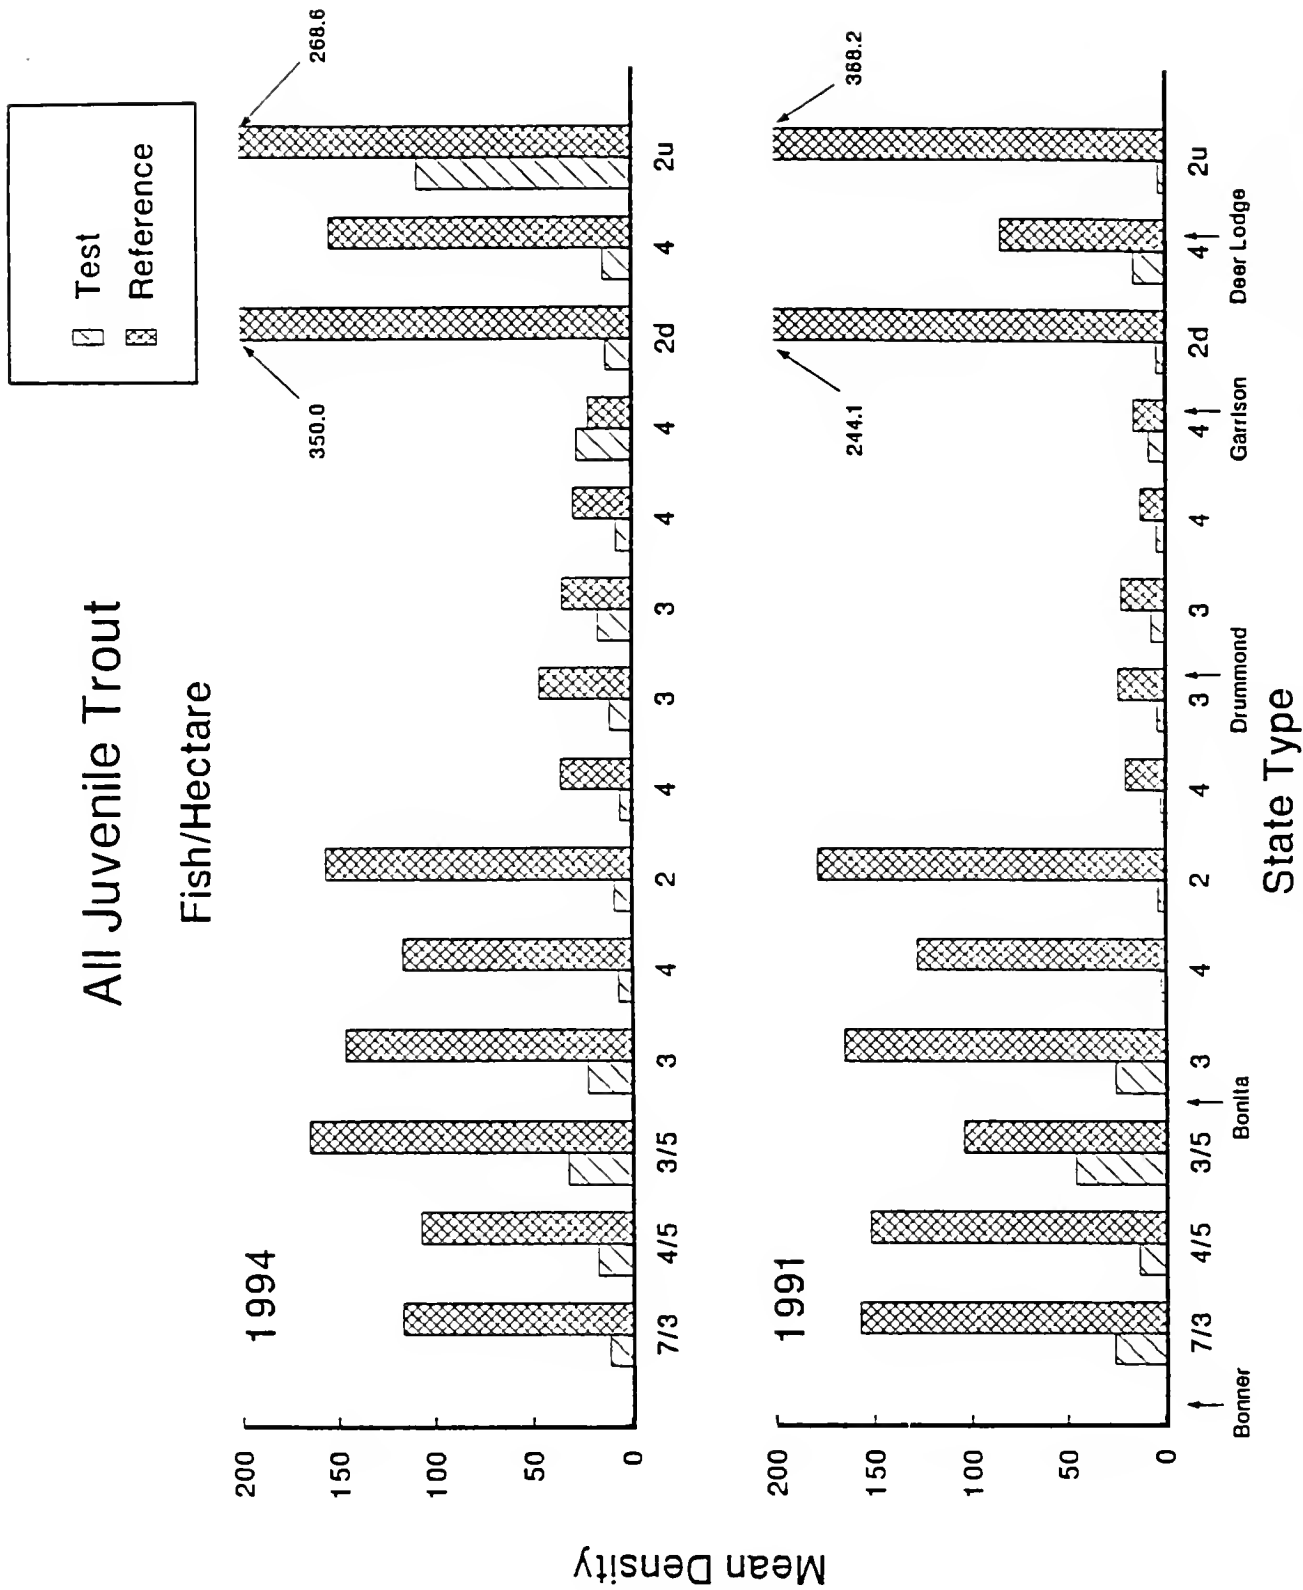 All Juvenile Trout
Fish/Hectare
Test
Reference
1994
350.0
268.6
200
150
100
50
0
7/3 4/5 3/5 3 4 2 4 3 3 4 4 2d 4 2u
1991
244.1
368.2
200
150
100
50
0
7/3 4/5 3/5 3 4 2 4 3 3 4 4 2d 4 2u
Bonner Bonita Drummond Garrison Deer Lodge
State Type
Mean Density